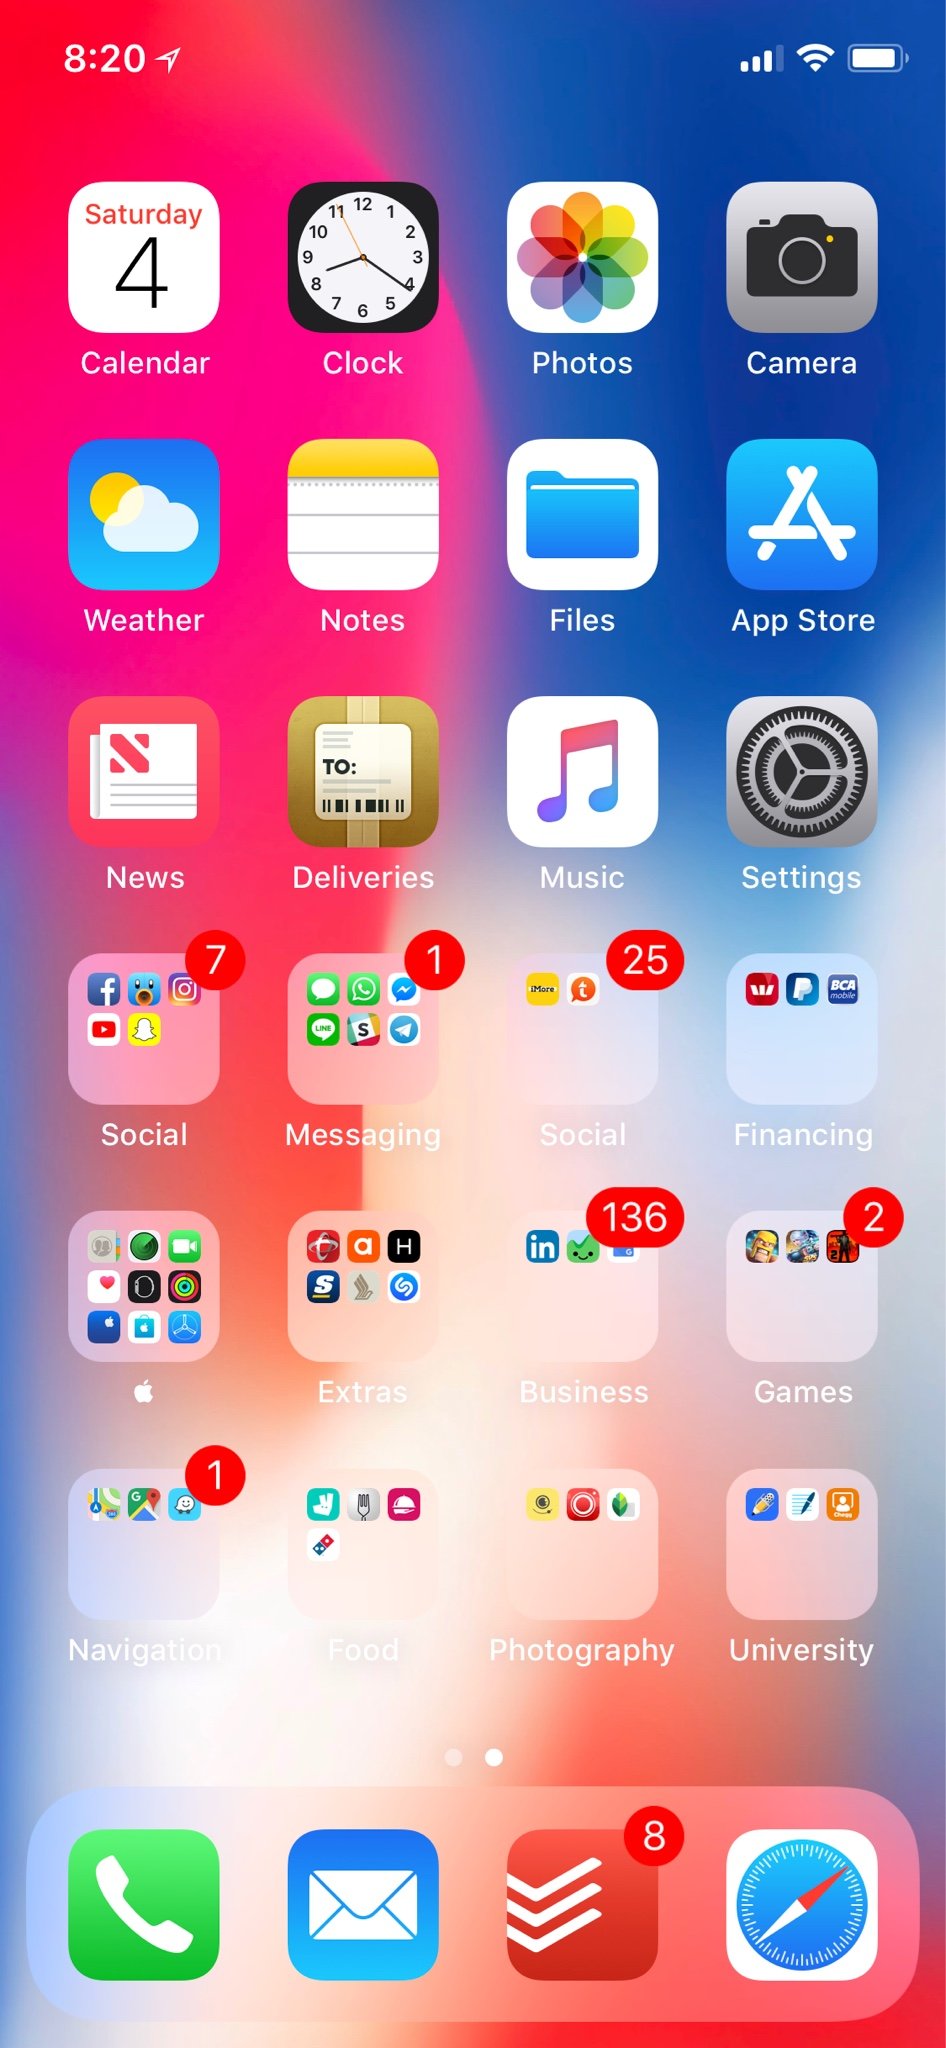 8:20
Saturday
4
Calendar
12
11 1
10 2
9 3
8 4
7 5
6
Clock
Photos
Camera
Weather
Notes
Files
App Store
News
TO:
Deliveries
Music
Settings
7
Social
LINE
S
1
Messaging
iMore
t
25
Social
BCA
mobile
Financing
a
H
S
Extras
in
G
136
Business
2
Games
G
1
Navigation
Food
Photography
Chegg
University
8